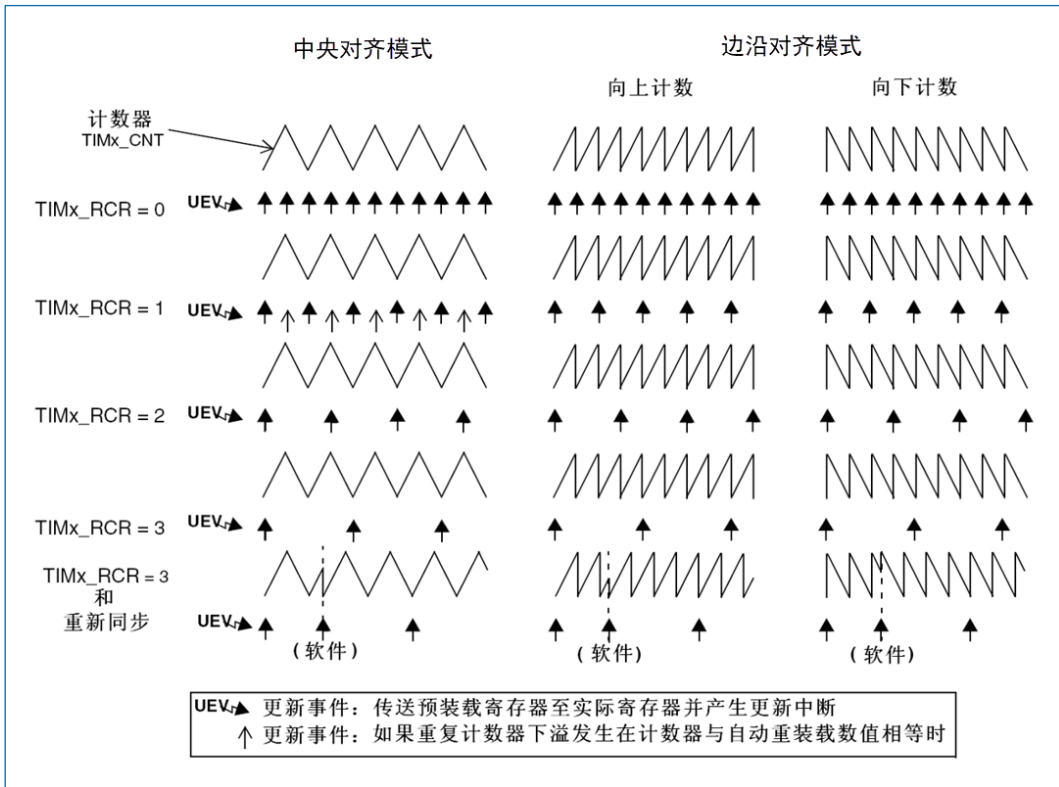 中央对齐模式
边沿对齐模式
向上计数
向下计数
计数器
TIMx_CNT
TIMx_RCR = 0
UEV
TIMx_RCR = 1
UEV
TIMx_RCR = 2
UEV
TIMx_RCR = 3
UEV
TIMx_RCR = 3
和
重新同步
UEV
(软件)
(软件)
(软件)
UEV 更新事件：传送预装载寄存器至实际寄存器并产生更新中断
更新事件：如果重复计数器下溢发生在计数器与自动重装载数值相等时